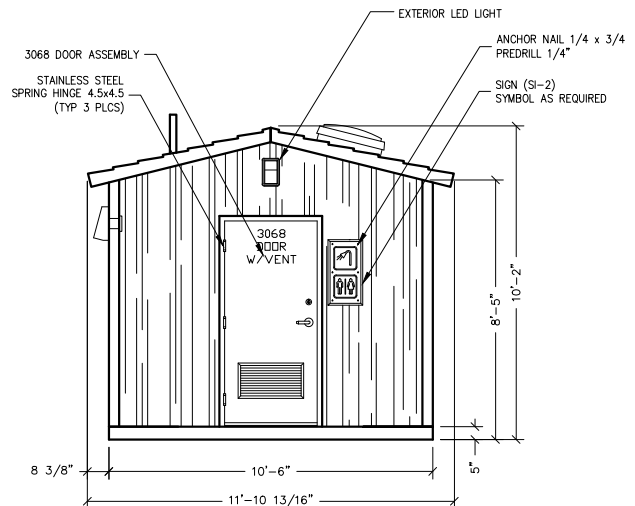 EXTERIOR LED LIGHT
3068 DOOR ASSEMBLY
ANCHOR NAIL 1/4 x 3/4
PREDRILL 1/4"
STAINLESS STEEL
SPRING HINGE 4.5x4.5
(TYP 3 PLCS)
SIGN (SI-2)
SYMBOL AS REQUIRED
3068
DOOR
W/VENT
8'-5"
10'-2"
5"
8 3/8"
10'-6"
11'-10 13/16"